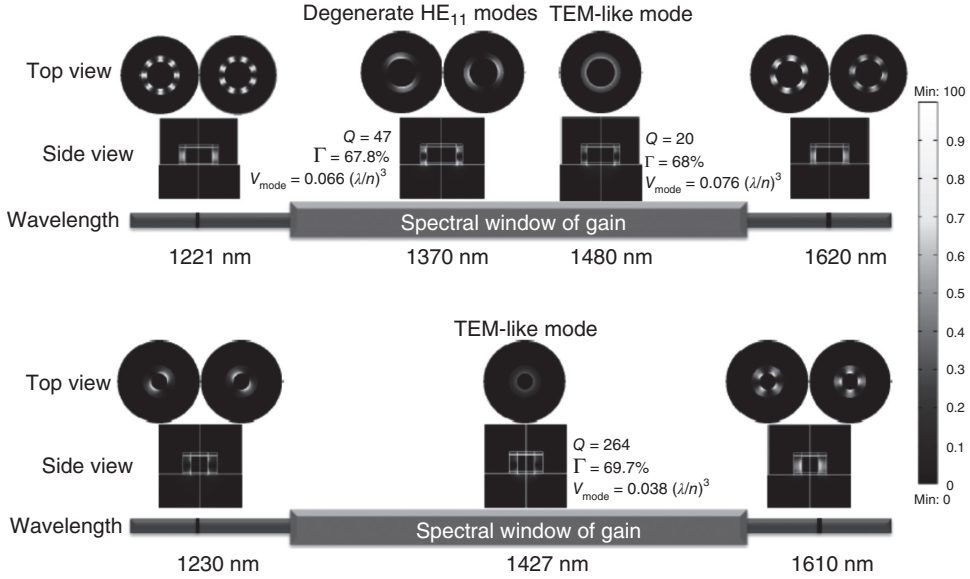 Degenerate HE11 modes TEM-like mode
Top view
Min: 100
Side view
Q = 47
Γ = 67.8%
Vmode = 0.066 (λ/n)3
Q = 20
Γ = 68%
Vmode = 0.076 (λ/n)3
Wavelength
Spectral window of gain
1221 nm 1370 nm 1480 nm 1620 nm
0.9
0.8
0.7
0.6
0.5
0.4
0.3
0.2
0.1
0
Min: 0
TEM-like mode
Top view
Side view
Q = 264
Γ = 69.7%
Vmode = 0.038 (λ/n)3
Wavelength
Spectral window of gain
1230 nm 1427 nm 1610 nm